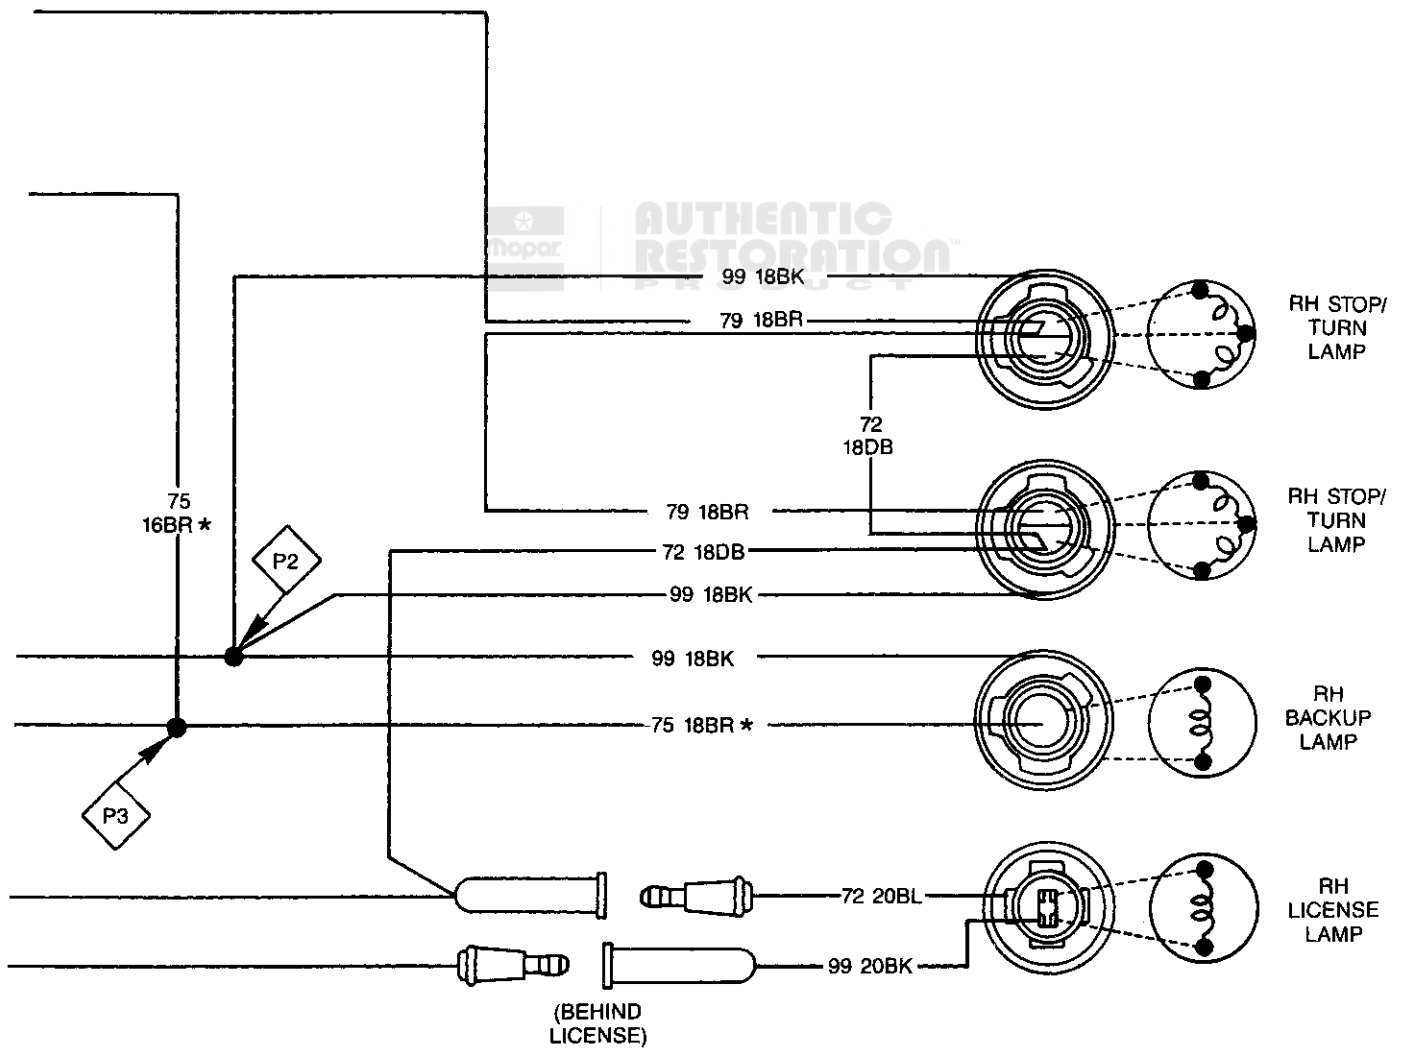 Mopar
AUTHENTIC
RESTORATION™
PRODUCT
99 18BK
79 18BR
RH STOP/
TURN
LAMP
72
18DB
75
16BR *
79 18BR
RH STOP/
TURN
LAMP
P2
72 18DB
99 18BK
99 18BK
75 18BR *
RH
BACKUP
LAMP
P3
72 20BL
RH
LICENSE
LAMP
99 20BK
(BEHIND
LICENSE)